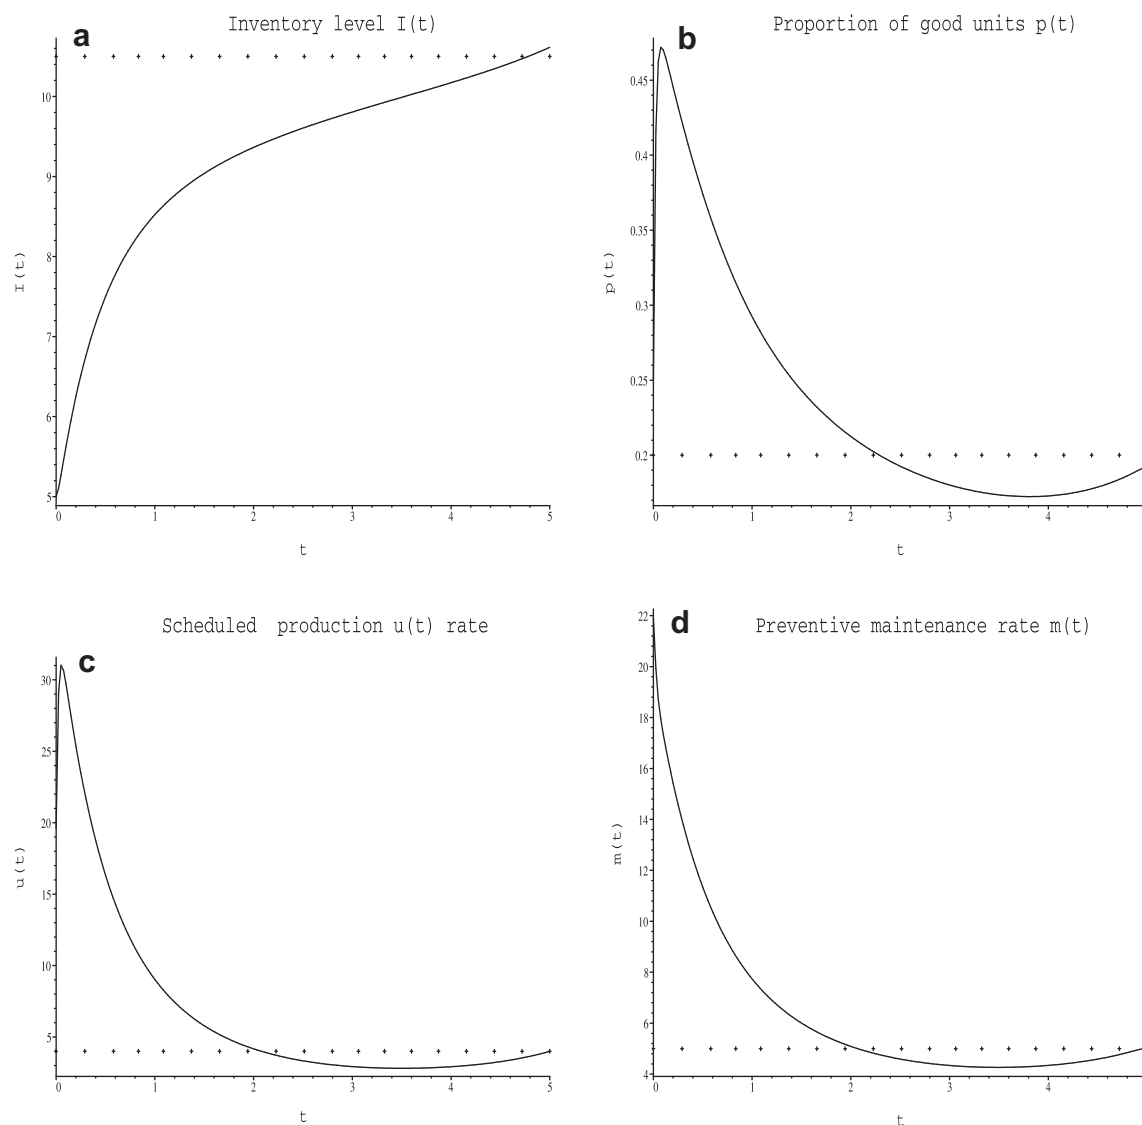 a
Inventory level I(t)
10
9
8
7
6
5
I(t)
0 1 2 3 4 5
t
b
Proportion of good units p(t)
0.45
0.4
0.35
0.3
0.25
0.2
p(t)
0 1 2 3 4
t
c
Scheduled production u(t) rate
30
25
20
15
10
5
u(t)
0 1 2 3 4 5
t
d
Preventive maintenance rate m(t)
22
20
18
16
14
12
10
8
6
4
m(t)
0 1 2 3 4
t